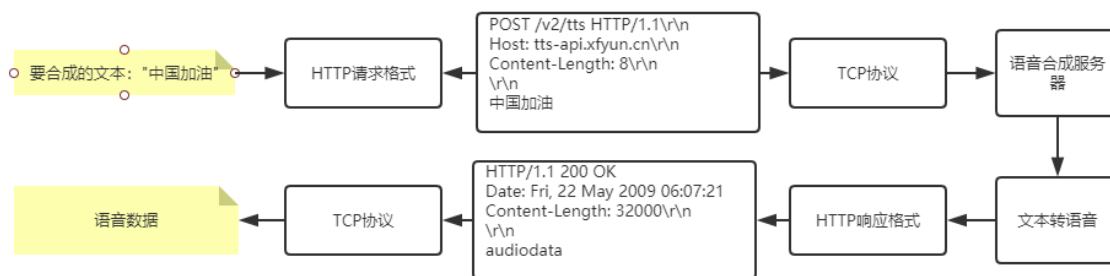 要合成的文本："中国加油"
HTTP请求格式
POST /v2/tts HTTP/1.1\r\n
Host: tts-api.xfyun.cn\r\n
Content-Length: 8\r\n
\r\n
中国加油
TCP协议
语音合成服务
器
语音数据
TCP协议
HTTP/1.1 200 OK
Date: Fri, 22 May 2009 06:07:21
Content-Length: 32000\r\n
\r\n
audiodata
HTTP响应格式
文本转语音